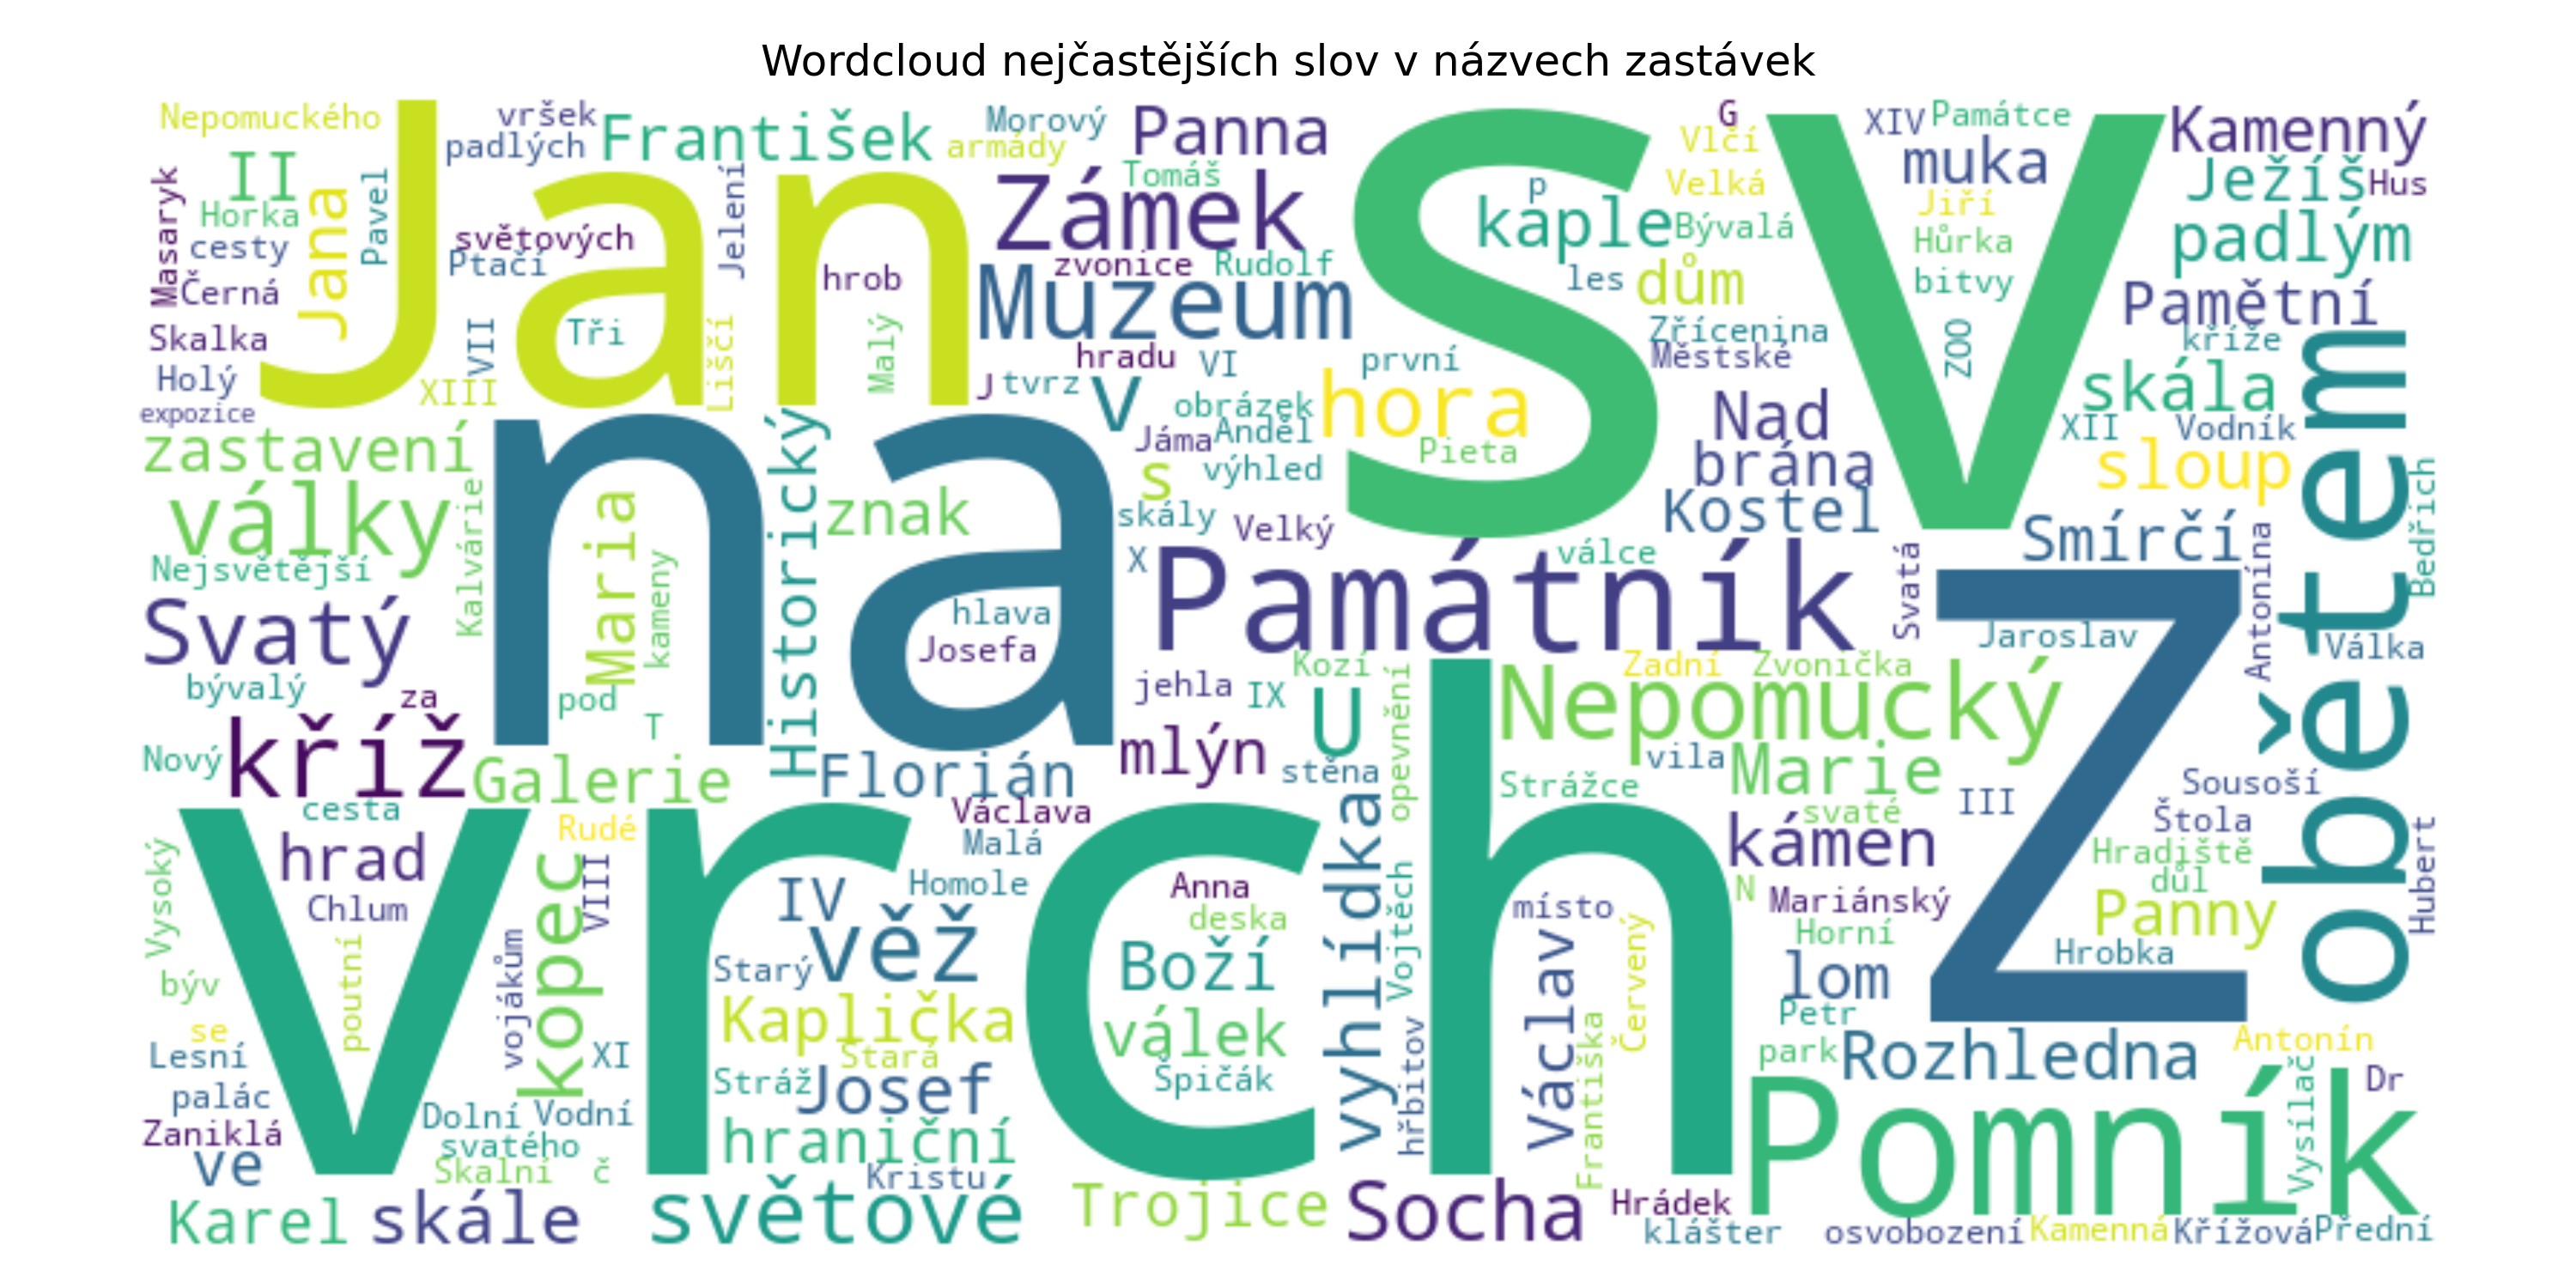 Wordcloud nejčastějších slov v názvech zastávek
Nepomuckého
Jan
vršek
František
Morový
Panna
sv
G
Vlčí
XIV
Památce
Kamenný
padlých
armády
II
Masaryk
Pavel
Jana
Jelení
Zámek
Tomáš
p
kaple
Velká
muka
Ježíš
Hus
Horka
cesty
světových
Ptačí
hrob
zvonice
Rudolf
Bývalá
Jiří
Hůrka
padlým
Černá
Muzeum
les
dům
bitvy
Pamětní
Skalka
VII
Tři
Liščí
Malý
hradu
VI
první
Zřícenina
Městské
ZOO
kříže
Holý
XIII
J
tvrz
v
obrázek
hora
Nad
skála
expozice
na
Historický
Jáma
Anděl
Pieta
XII
Vodník
obětem
zastavení
brána
sloup
války
Kalvárie
Maria
znak
s
výhled
Kostel
Bedřich
skály
Velký
Smírčí
Nejsvětější
kameny
X
Památník
válce
Svatá
z
Antonína
Svatý
hlava
Josefa
Jaroslav
Válka
bývalý
za
pod
jehla
IX
Kozí
U
opevnění
Nepomucký
Zadní
Zvonička
T
kříž
Nový
Galerie
Florián
mlýn
stěna
vila
Marie
cesta
vrch
Rudé
Václava
vyhlídka
Strážce
svaté
III
Sousoší
Štola
hrad
kopec
VIII
Malá
kámen
Hradiště
Hubert
Vysoký
Chlum
IV
Homole
Anna
Vojtěch
místo
N
Mariánský
důl
věž
deska
Václav
Červený
Horní
Panny
poutní
vojákům
Starý
Boží
lom
Hrobka
býv
Kaplička
válek
Petr
se
Lesní
XI
Stará
hřbitov
Františka
park
Rozhledna
Antonín
palác
Stráž
Josef
Špičák
Pomník
Vysílač
Dr
Zaniklá
Dolní
Vodní
svatého
hraniční
ve
Skalní
č
Kristu
Karel
skále
světové
Trojice
Socha
Hrádek
klášter
osvobození
Kamenná
Křížová
Přední